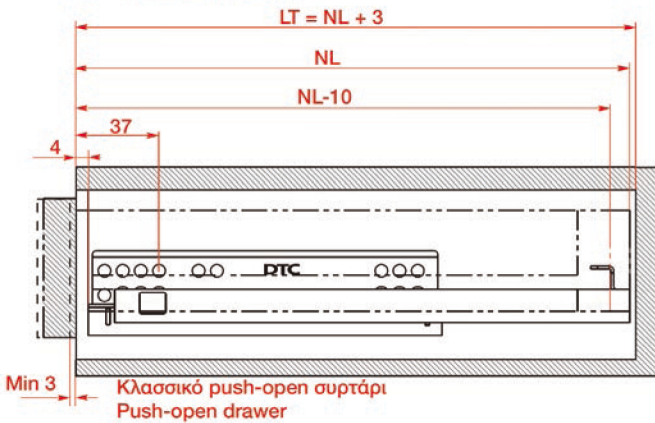 LT = NL + 3
NL
NL-10
37
4
DTC
Min 3
Κλασσικό push-open συρτάρι
Push-open drawer